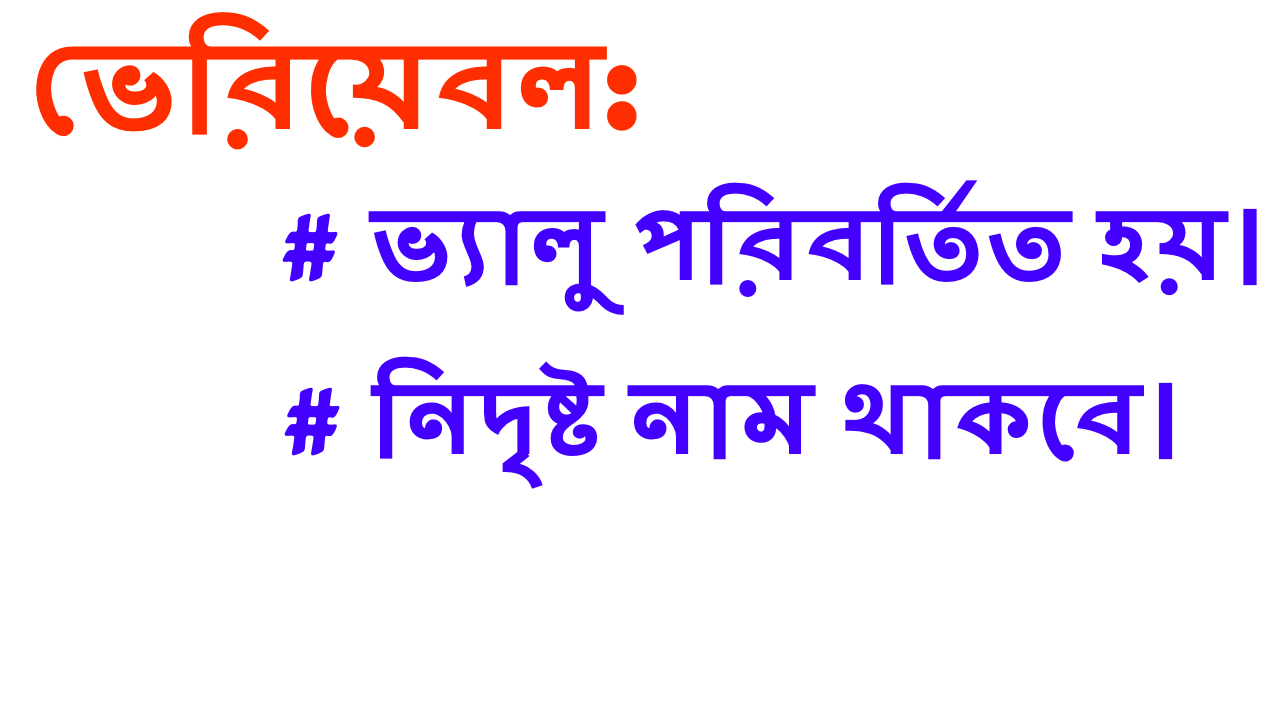 ভেরিয়েবল:
# ভ্যালু পরিবর্তিত হয়।
# নিদৃষ্ট নাম থাকবে।